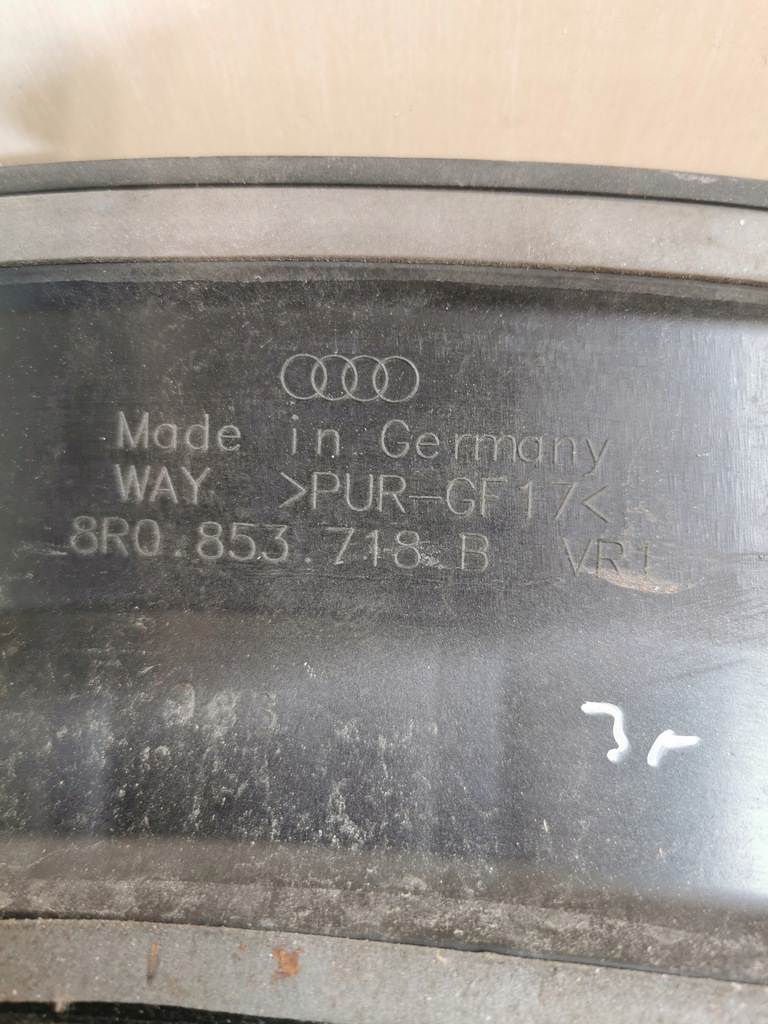 Made in Germany
WAY >PUR-GF17<
8R0.853.718 B VR1